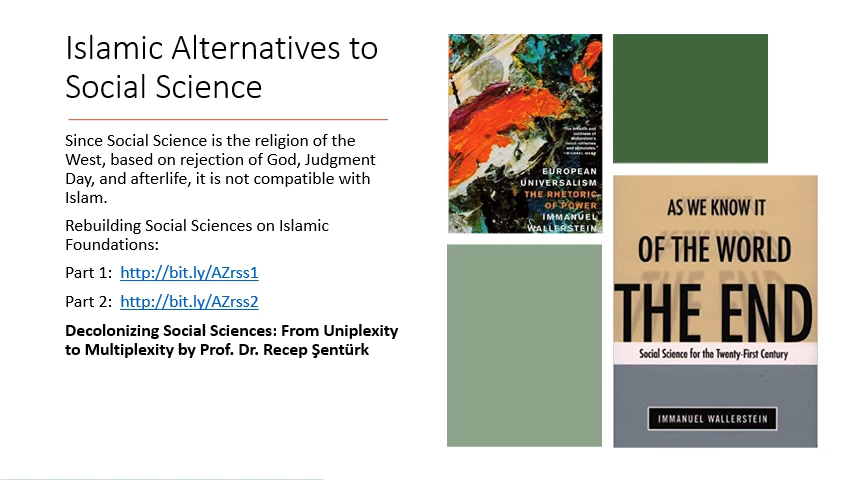 Islamic Alternatives to
Social Science
Since Social Science is the religion of the
West, based on rejection of God, Judgment
Day, and afterlife, it is not compatible with
Islam.
Rebuilding Social Sciences on Islamic
Foundations:
Part 1: http://bit.ly/AZrss1
Part 2: http://bit.ly/AZrss2
Decolonizing Social Sciences: From Uniplexity
to Multiplexity by Prof. Dr. Recep Şentürk
EUROPEAN
UNIVERSALISM
THE RHETORIC
OF POWER
IMMANUEL
WALLERSTEIN
AS WE KNOW IT
OF THE WORLD
THE END
Social Science for the Twenty-First Century
IMMANUEL WALLERSTEIN